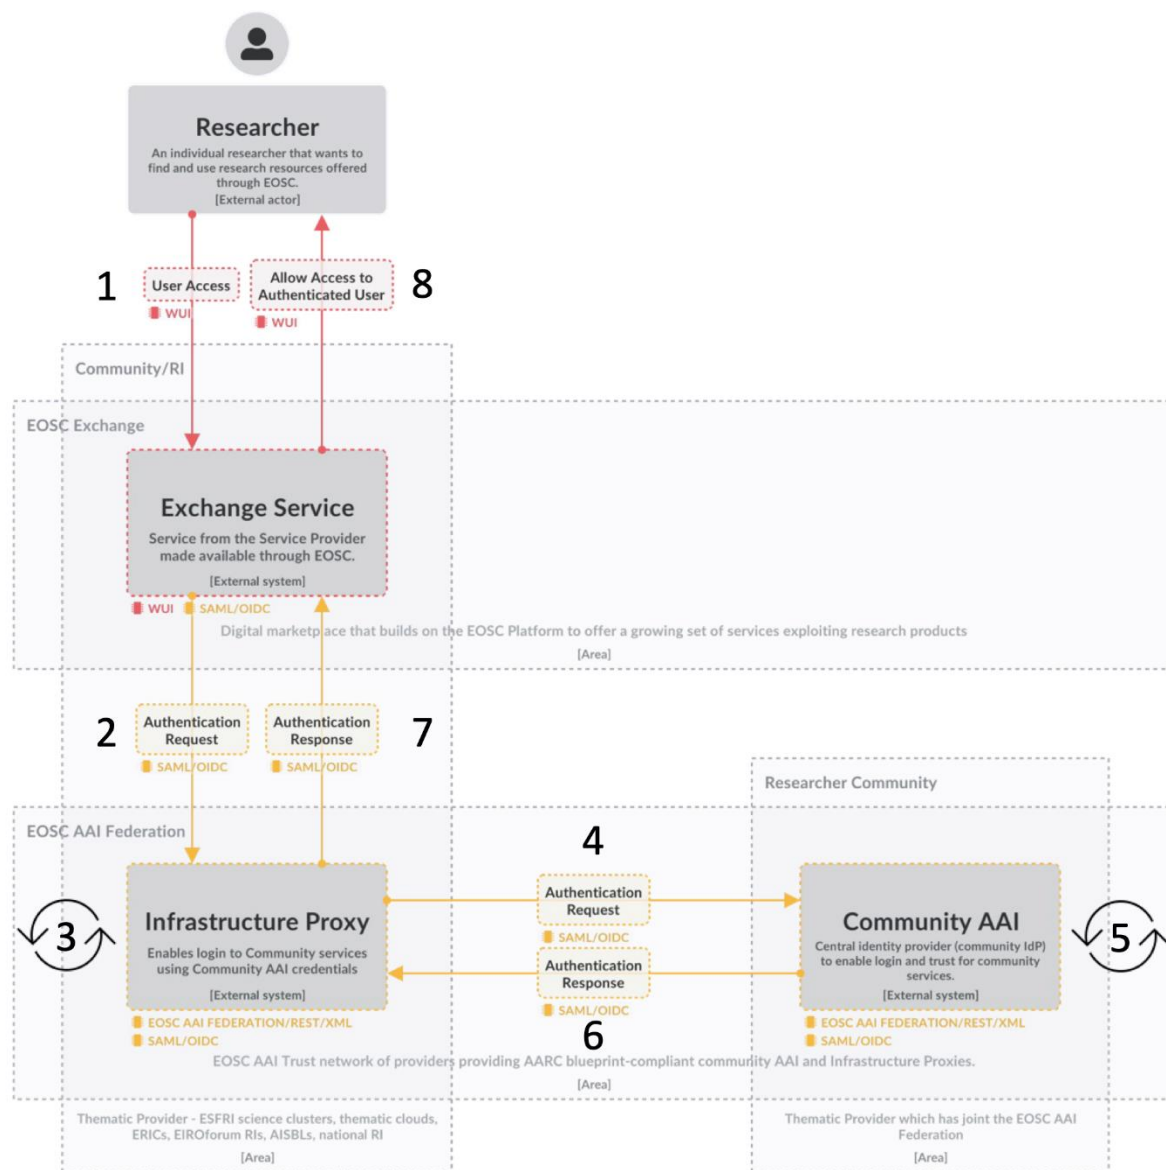 Researcher
An individual researcher that wants to
find and use research resources offered
through EOSC.
[External actor]
1
User Access
WUI
Allow Access to
Authenticated User
8
WUI
Community/RI
EOSC Exchange
Exchange Service
Service from the Service Provider
made available through EOSC.
[External system]
WUI
SAML/OIDC
Digital marketplace that builds on the EOSC Platform to offer a growing set of services exploiting research products
[Area]
2
Authentication
Request
SAML/OIDC
Authentication
Response
7
SAML/OIDC
Researcher Community
EOSC AAI Federation
4
Authentication
Request
SAML/OIDC
3
Infrastructure Proxy
Enables login to Community services
using Community AAI credentials
[External system]
EOSC AAI FEDERATION/REST/XML
SAML/OIDC
Authentication
Response
SAML/OIDC
6
Community AAI
Central identity provider (community IdP)
to enable login and trust for community
services.
[External system]
5
EOSC AAI FEDERATION/REST/XML
SAML/OIDC
EOSC AAI Trust network of providers providing AARC blueprint-compliant community AAI and Infrastructure Proxies.
[Area]
Thematic Provider - ESFRI science clusters, thematic clouds,
ERICs, EIROforum RIs, AISBLs, national RI
[Area]
Thematic Provider which has joint the EOSC AAI
Federation
[Area]